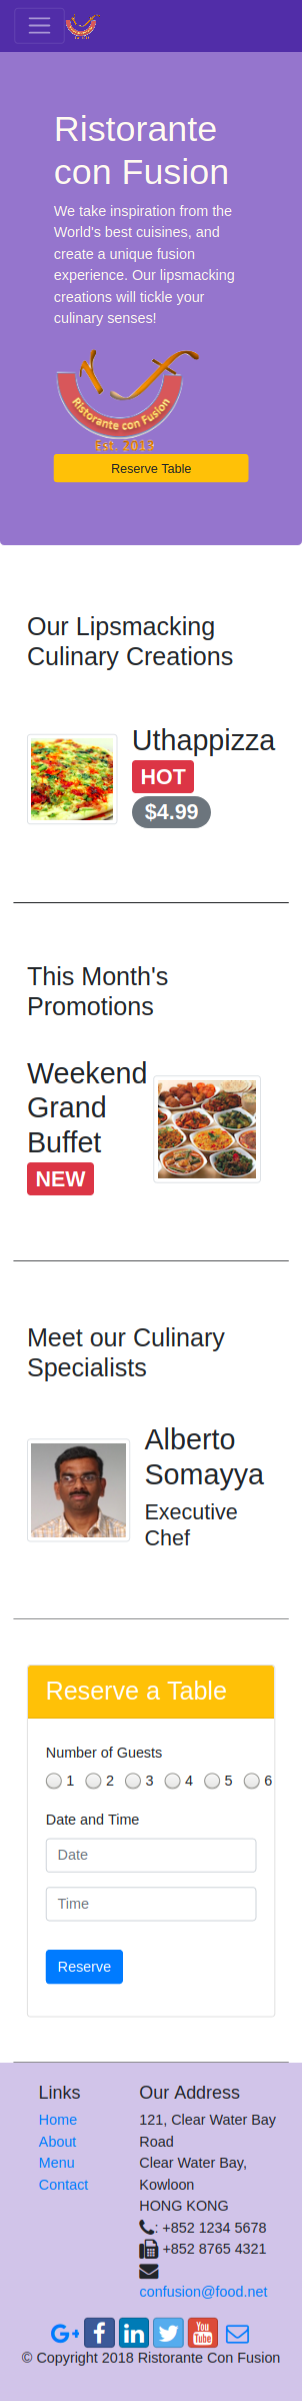 Ristorante
con Fusion
We take inspiration from the
World's best cuisines, and
create a unique fusion
experience. Our lipsmacking
creations will tickle your
culinary senses!
Ristorante con Fusion
Est. 2013
Reserve Table
Our Lipsmacking
Culinary Creations
Uthappizza
HOT
$4.99
This Month's
Promotions
Weekend
Grand
Buffet
NEW
Meet our Culinary
Specialists
Alberto
Somayya
Executive
Chef
Reserve a Table
Number of Guests
1 2 3 4 5 6
Date and Time
Date
Time
Reserve
Links
Home
About
Menu
Contact
Our Address
121, Clear Water Bay
Road
Clear Water Bay,
Kowloon
HONG KONG
: +852 1234 5678
+852 8765 4321
confusion@food.net
G+ f in You Tube
© Copyright 2018 Ristorante Con Fusion